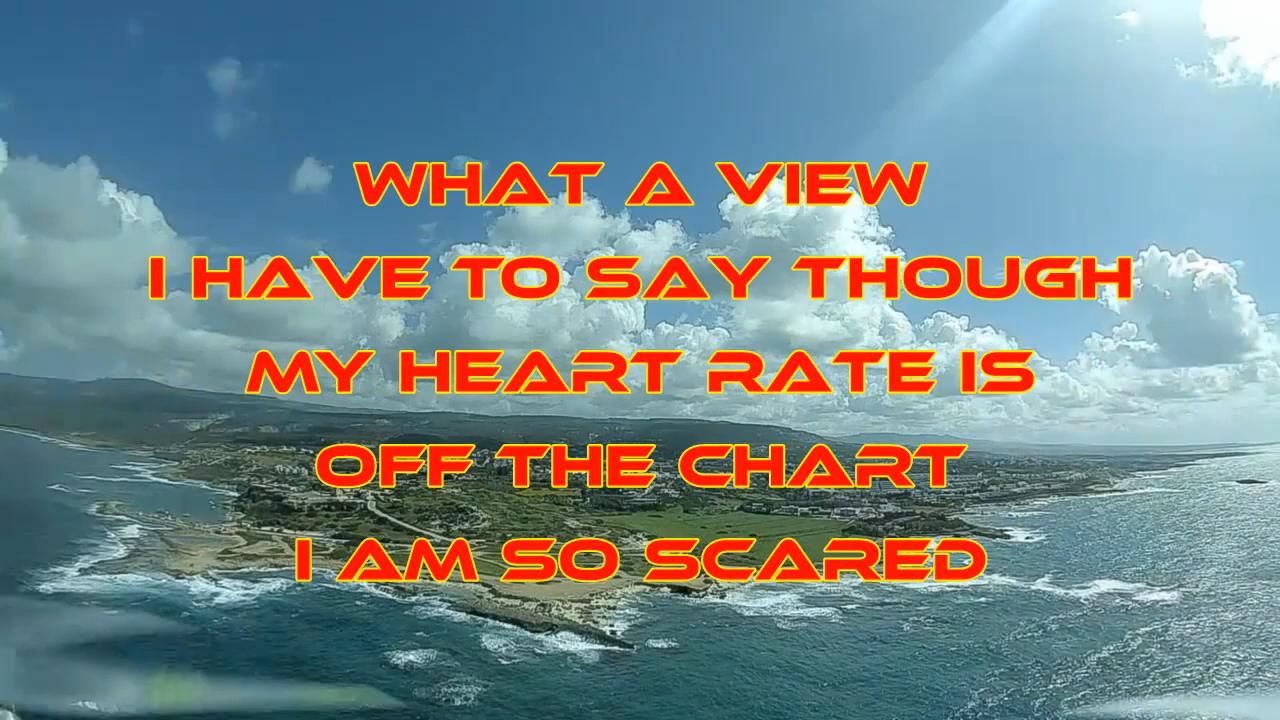 WHAT A VIEW
I HAVE TO SAY THOUGH
MY HEART RATE IS
OFF THE CHART
I AM SO SCARED